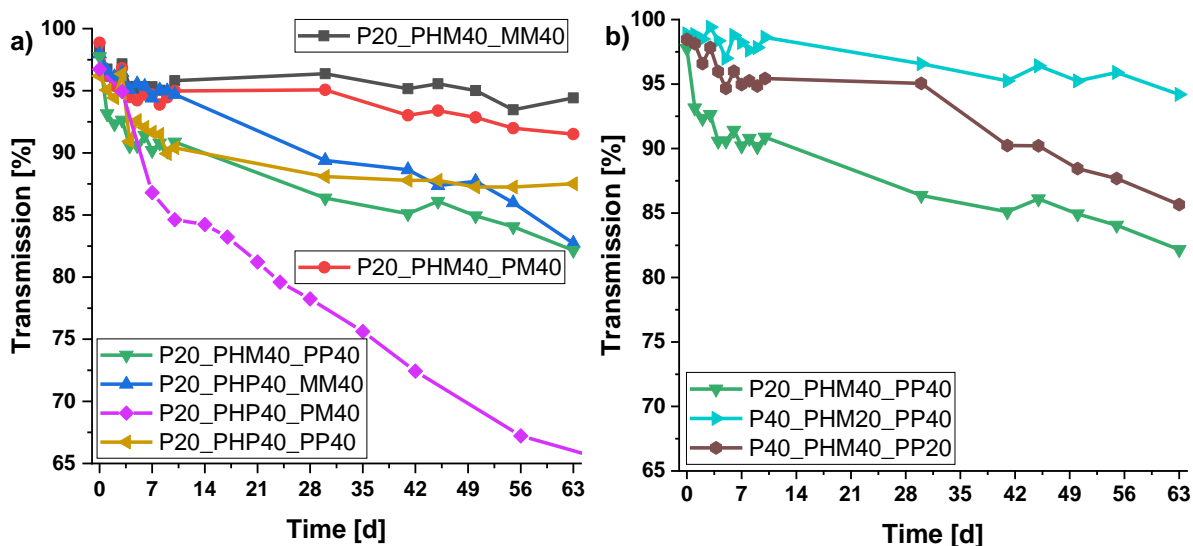 a)
P20_PHM40_MM40
P20_PHM40_PM40
P20_PHM40_PP40
P20_PHP40_MM40
P20_PHP40_PM40
P20_PHP40_PP40
Transmission [%]
100
95
90
85
80
75
70
65
0 7 14 21 28 35 42 49 56 63
Time [d]
b)
P20_PHM40_PP40
P40_PHM20_PP40
P40_PHM40_PP20
Transmission [%]
100
95
90
85
80
75
70
65
0 7 14 21 28 35 42 49 56 63
Time [d]